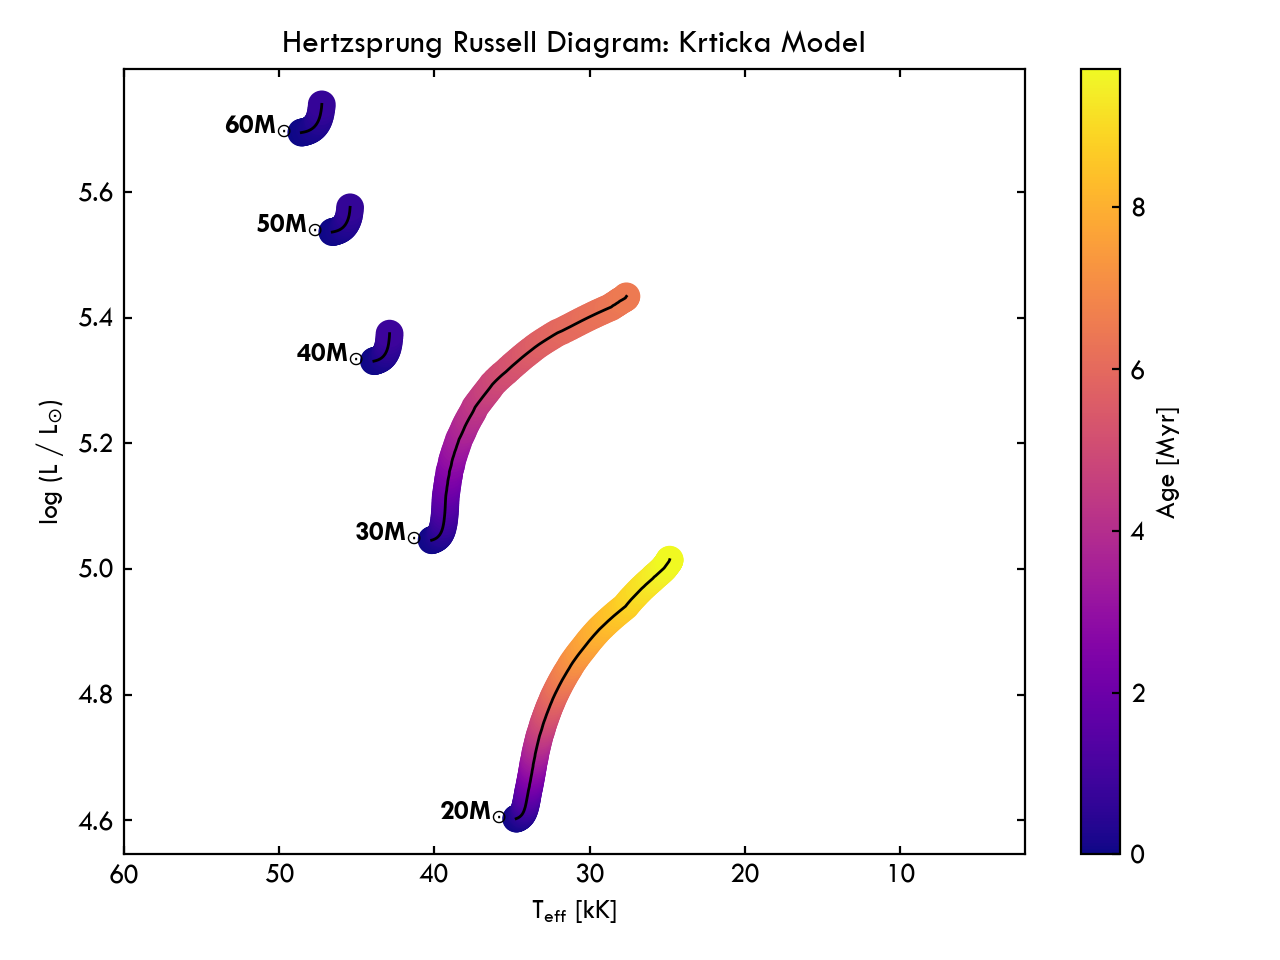 Hertzsprung Russell Diagram: Krticka Model
60M☉
50M☉
40M☉
30M☉
20M☉
5.6
5.4
5.2
5.0
4.8
4.6
log (L / L☉)
60
50
40
30
20
10
Teff [kK]
8
6
4
2
0
Age [Myr]